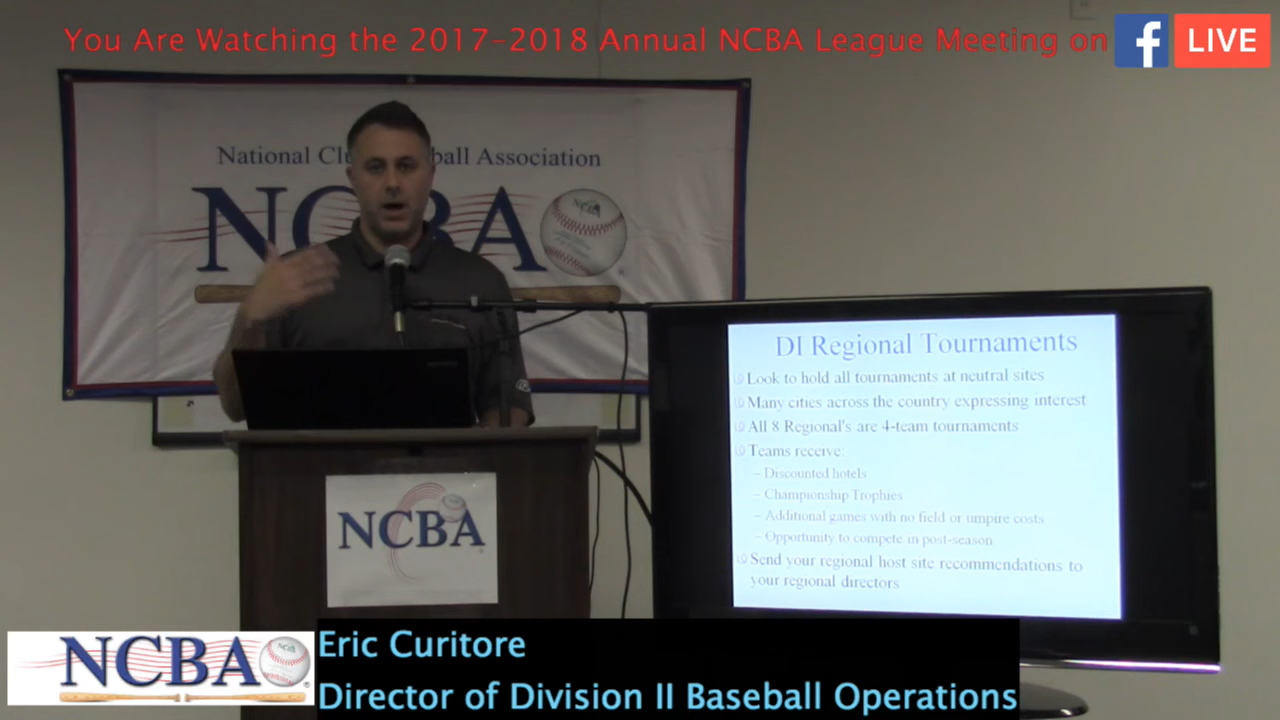 You Are Watching the 2017-2018 Annual NCBA League Meeting on f LIVE
National Clu ball Association
NCBA
DI Regional Tournaments
Look to hold all tournaments at neutral sites
Many cities across the country expressing interest
All 8 Regional's are 4-team tournaments
Teams receive:
– Discounted hotels
– Championship Trophies
– Additional games with no field or umpire costs
– Opportunity to compete in post-season
Send your regional host site recommendations to
your regional directors
NCBA
NCBA
Eric Curitore
Director of Division II Baseball Operations